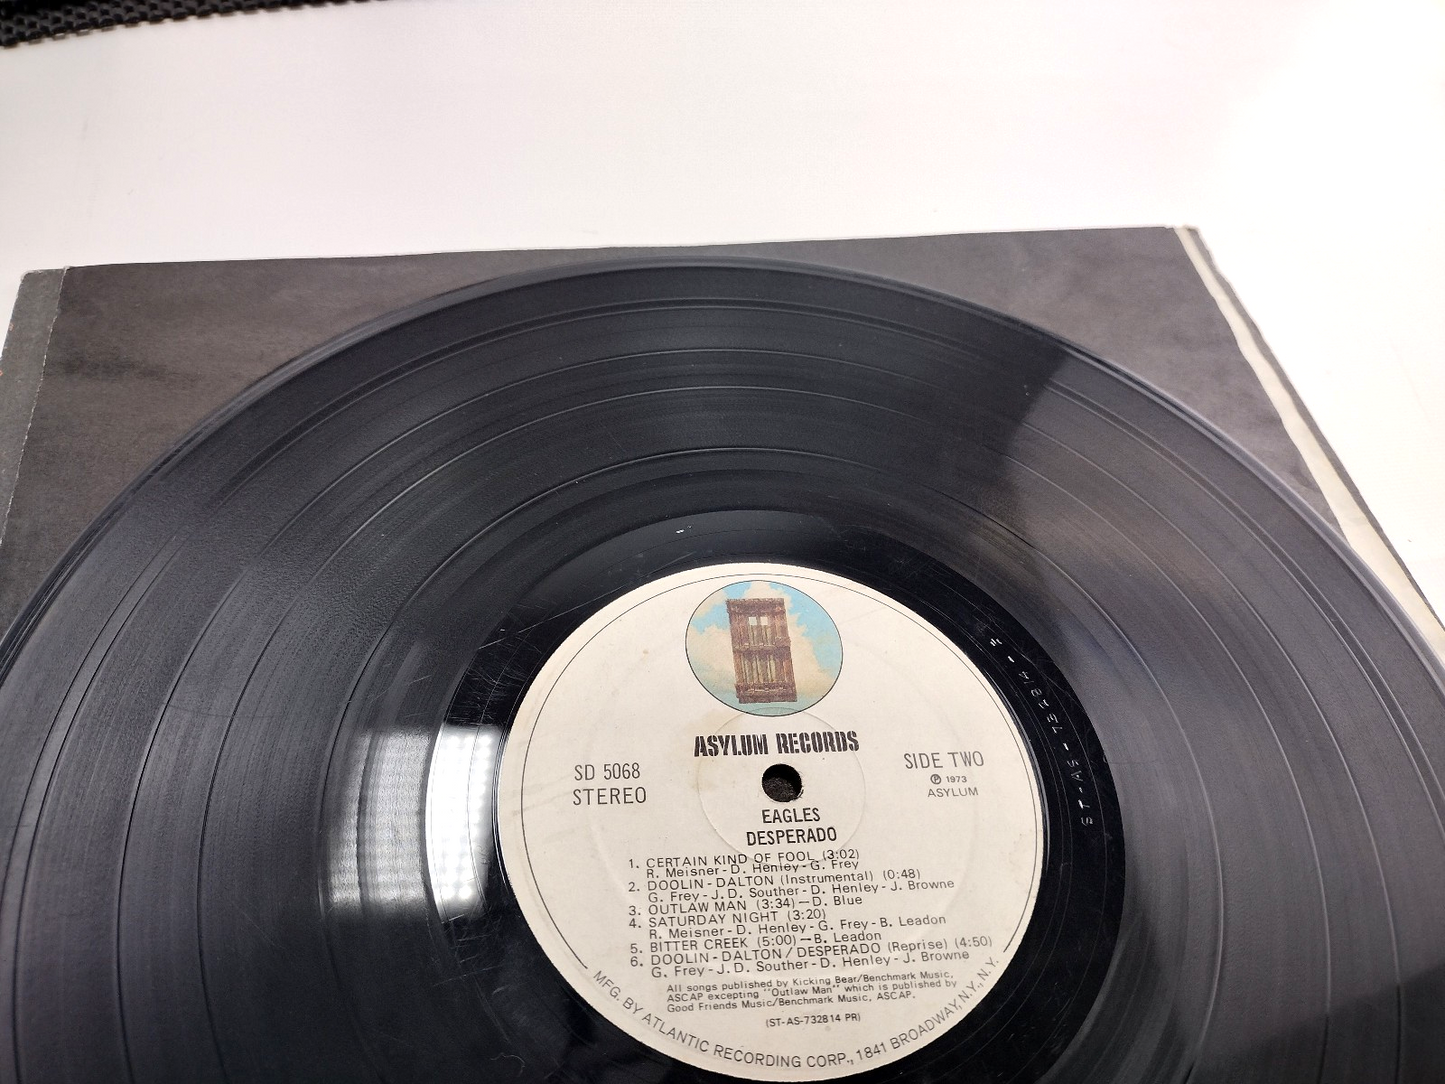 ASYLUM RECORDS
SD 5068
STEREO
SIDE TWO
℗ 1973
ASYLUM
EAGLES
DESPERADO
1. CERTAIN KIND OF FOOL (3:02)
R. Meisner - D. Henley - G. Frey
2. DOOLIN - DALTON (Instrumental) (0:48)
G. Frey - J. D. Souther - D. Henley - J. Browne
3. OUTLAW MAN (3:34) — D. Blue
4. SATURDAY NIGHT (3:20)
R. Meisner - D. Henley - G. Frey - B. Leadon
5. BITTER CREEK (5:00) — B. Leadon
6. DOOLIN - DALTON / DESPERADO (Reprise) (4:50)
G. Frey - J. D. Souther - D. Henley - J. Browne
All songs published by Kicking Bear/Benchmark Music,
ASCAP excepting "Outlaw Man" which is published by
Good Friends Music/Benchmark Music, ASCAP.
(ST-AS-732814 PR)
MFG. BY ATLANTIC RECORDING CORP., 1841 BROADWAY, N.Y., N.Y.